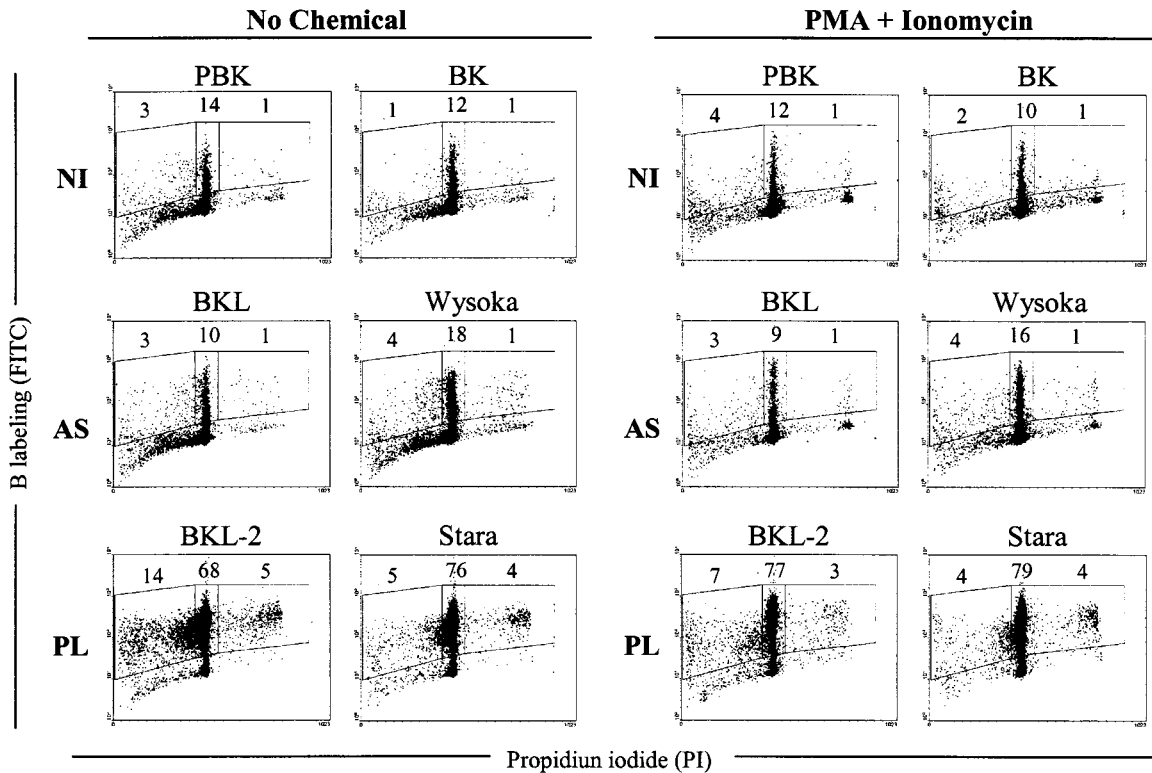 No Chemical PMA + Ionomycin
PBK BK PBK BK
3 14 1 1 12 1 4 12 1 2 10 1
NI NI
BKL Wysoka BKL Wysoka
3 10 1 4 18 1 3 9 1 4 16 1
AS AS
B labeling (FITC)
BKL-2 Stara BKL-2 Stara
14 68 5 5 76 4 7 77 3 4 79 4
PL PL
Propidiun iodide (PI)